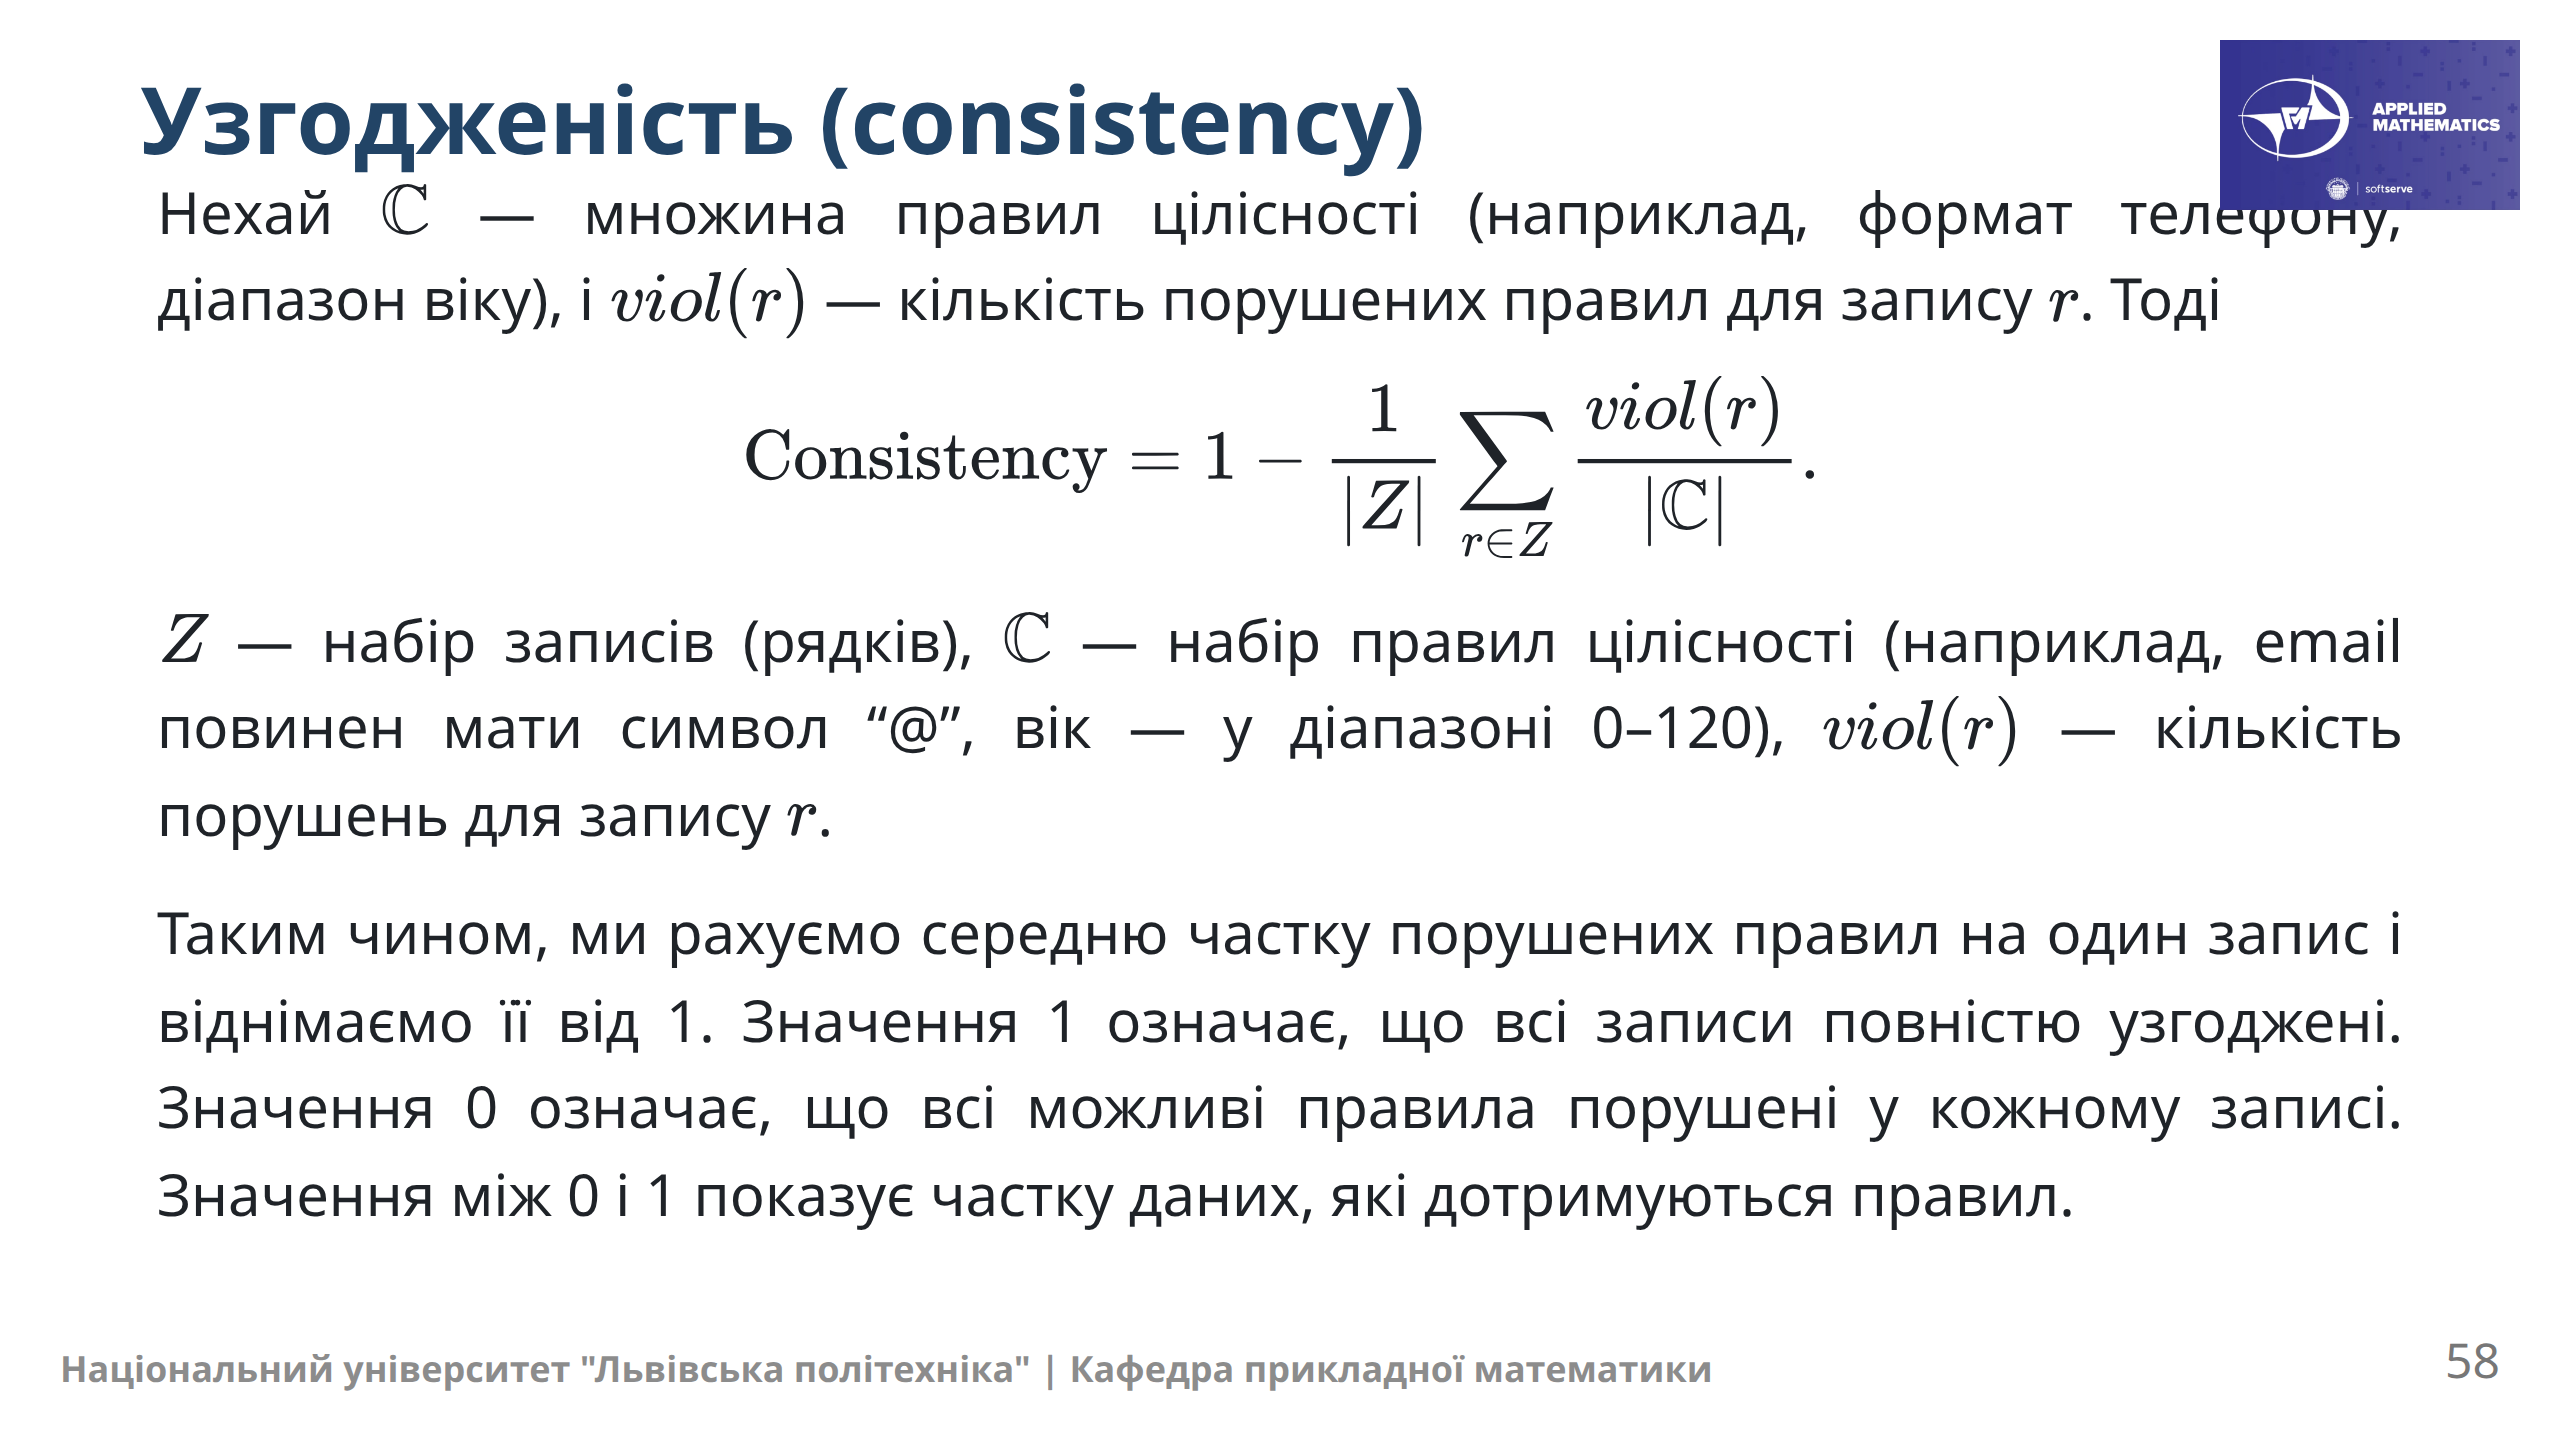 Узгодженість (consistency)
APPLIED
MATHEMATICS
softserve
Нехай ℂ — множина правил цілісності (наприклад, формат телефону,
діапазон віку), і viol(r) — кількість порушених правил для запису r. Тоді
Consistency = 1 − 1/|Z| ∑_{r∈Z} viol(r)/|ℂ|.
Z — набір записів (рядків), ℂ — набір правил цілісності (наприклад, email
повинен мати символ “@”, вік — у діапазоні 0–120), viol(r) — кількість
порушень для запису r.
Таким чином, ми рахуємо середню частку порушених правил на один запис і
віднімаємо її від 1. Значення 1 означає, що всі записи повністю узгоджені.
Значення 0 означає, що всі можливі правила порушені у кожному записі.
Значення між 0 і 1 показує частку даних, які дотримуються правил.
Національний університет "Львівська політехніка" | Кафедра прикладної математики
58